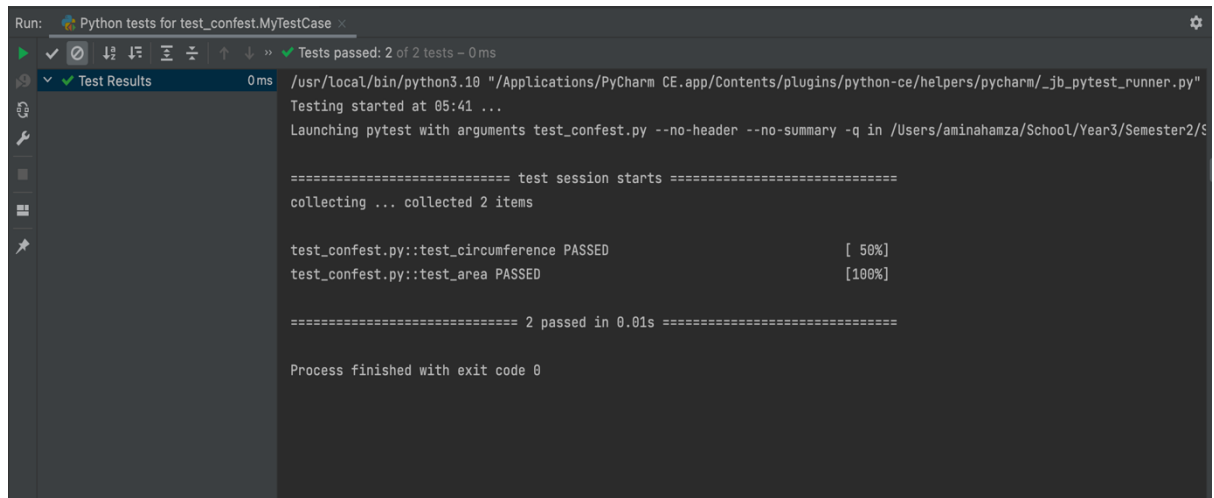 Run: Python tests for test_confest.MyTestCase ×
Tests passed: 2 of 2 tests – 0 ms
Test Results 0 ms
/usr/local/bin/python3.10 "/Applications/PyCharm CE.app/Contents/plugins/python-ce/helpers/pycharm/_jb_pytest_runner.py"
Testing started at 05:41 ...
Launching pytest with arguments test_confest.py --no-header --no-summary -q in /Users/aminahamza/School/Year3/Semester2/S
============================= test session starts ==============================
collecting ... collected 2 items
test_confest.py::test_circumference PASSED [ 50%]
test_confest.py::test_area PASSED [100%]
============================== 2 passed in 0.01s ===============================
Process finished with exit code 0